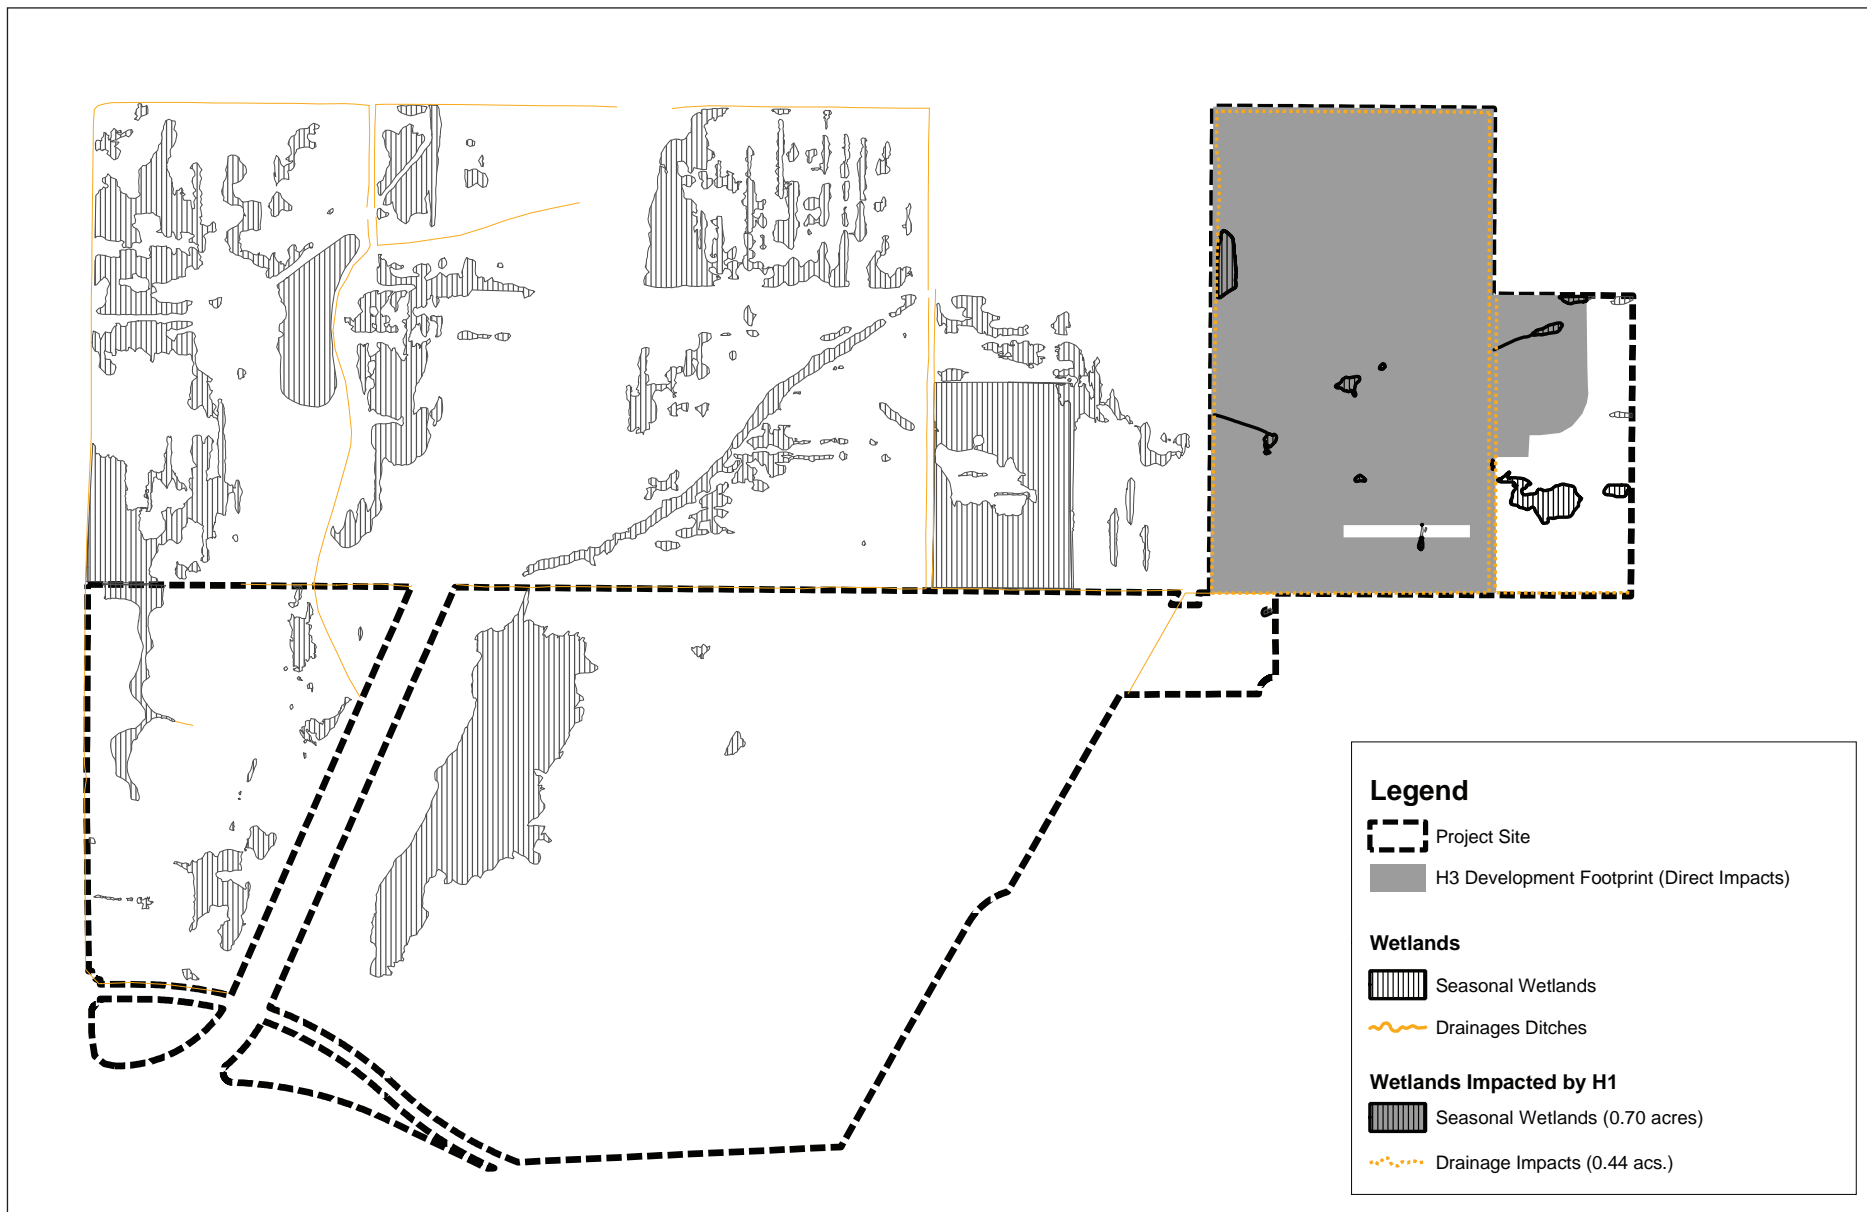 Legend
Project Site
H3 Development Footprint (Direct Impacts)
Wetlands
Seasonal Wetlands
Drainages Ditches
Wetlands Impacted by H1
Seasonal Wetlands (0.70 acres)
Drainage Impacts (0.44 acs.)